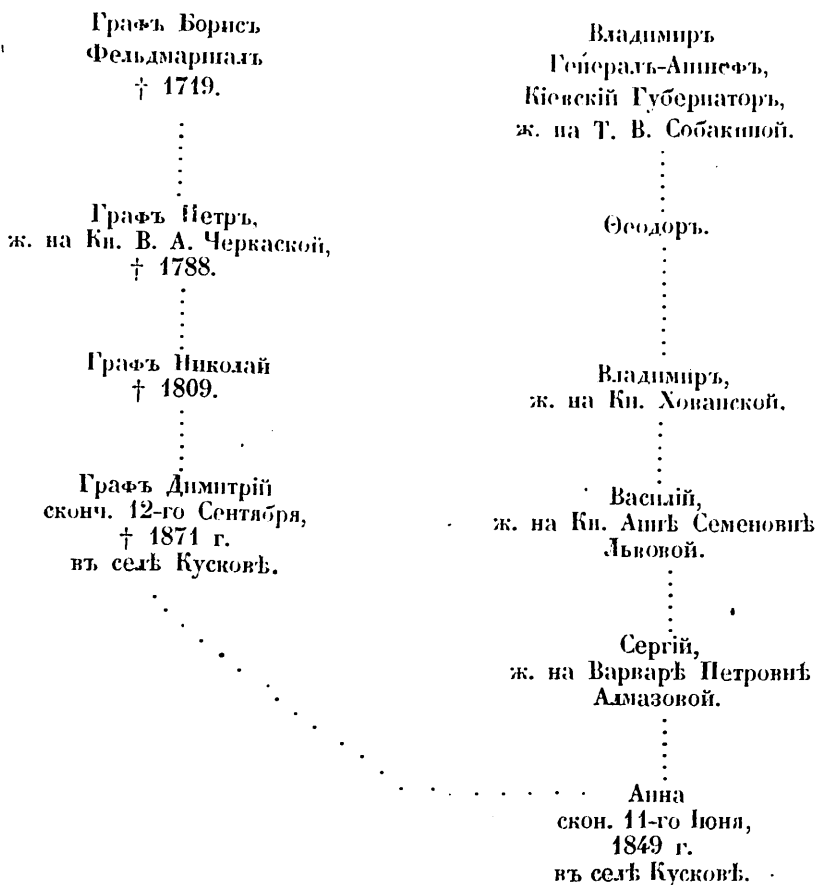 Графъ Борисъ
Фельдмаршалъ
† 1719.
Графъ Петръ,
ж. на Кн. В. А. Черкаской,
† 1788.
Графъ Николай
† 1809.
Графъ Димитрій
сконч. 12-го Сентября,
† 1871 г.
въ селѣ Кусковѣ.
Владимиръ
Генералъ-Аншефъ,
Кіевскій Губернаторъ,
ж. на Т. В. Собакиной.
Ѳеодоръ.
Владимиръ,
ж. на Кн. Хованской.
Василій,
ж. на Кн. Аннѣ Семеновнѣ
Львовой.
Сергій,
ж. на Варварѣ Петровнѣ
Алмазовой.
Анна
скон. 11-го Іюня,
1849 г.
въ селѣ Кусковѣ.